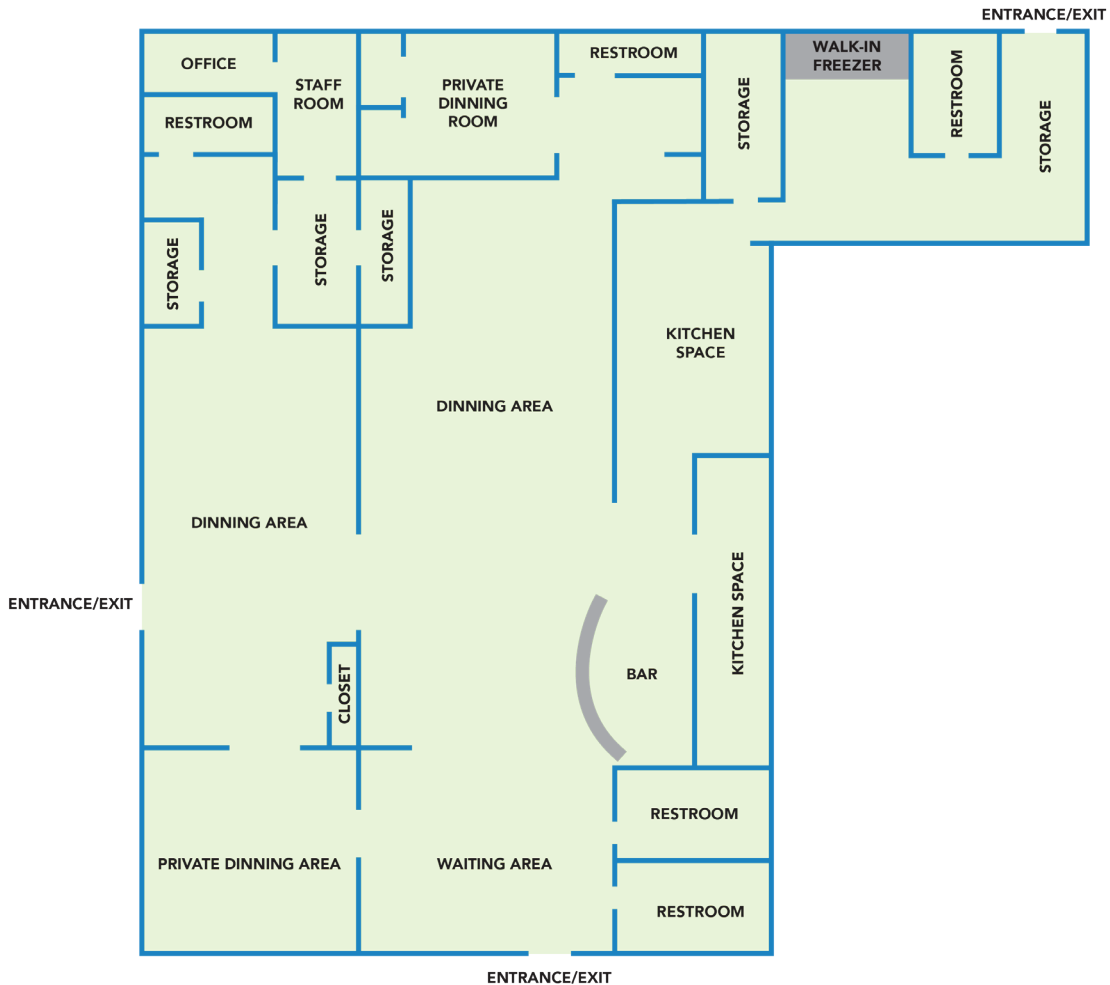 ENTRANCE/EXIT
OFFICE
STAFF
ROOM
PRIVATE
DINNING
ROOM
RESTROOM
STORAGE
WALK-IN
FREEZER
RESTROOM
STORAGE
RESTROOM
STORAGE
STORAGE
STORAGE
KITCHEN
SPACE
DINNING AREA
DINNING AREA
ENTRANCE/EXIT
CLOSET
BAR
KITCHEN SPACE
RESTROOM
PRIVATE DINNING AREA
WAITING AREA
RESTROOM
ENTRANCE/EXIT